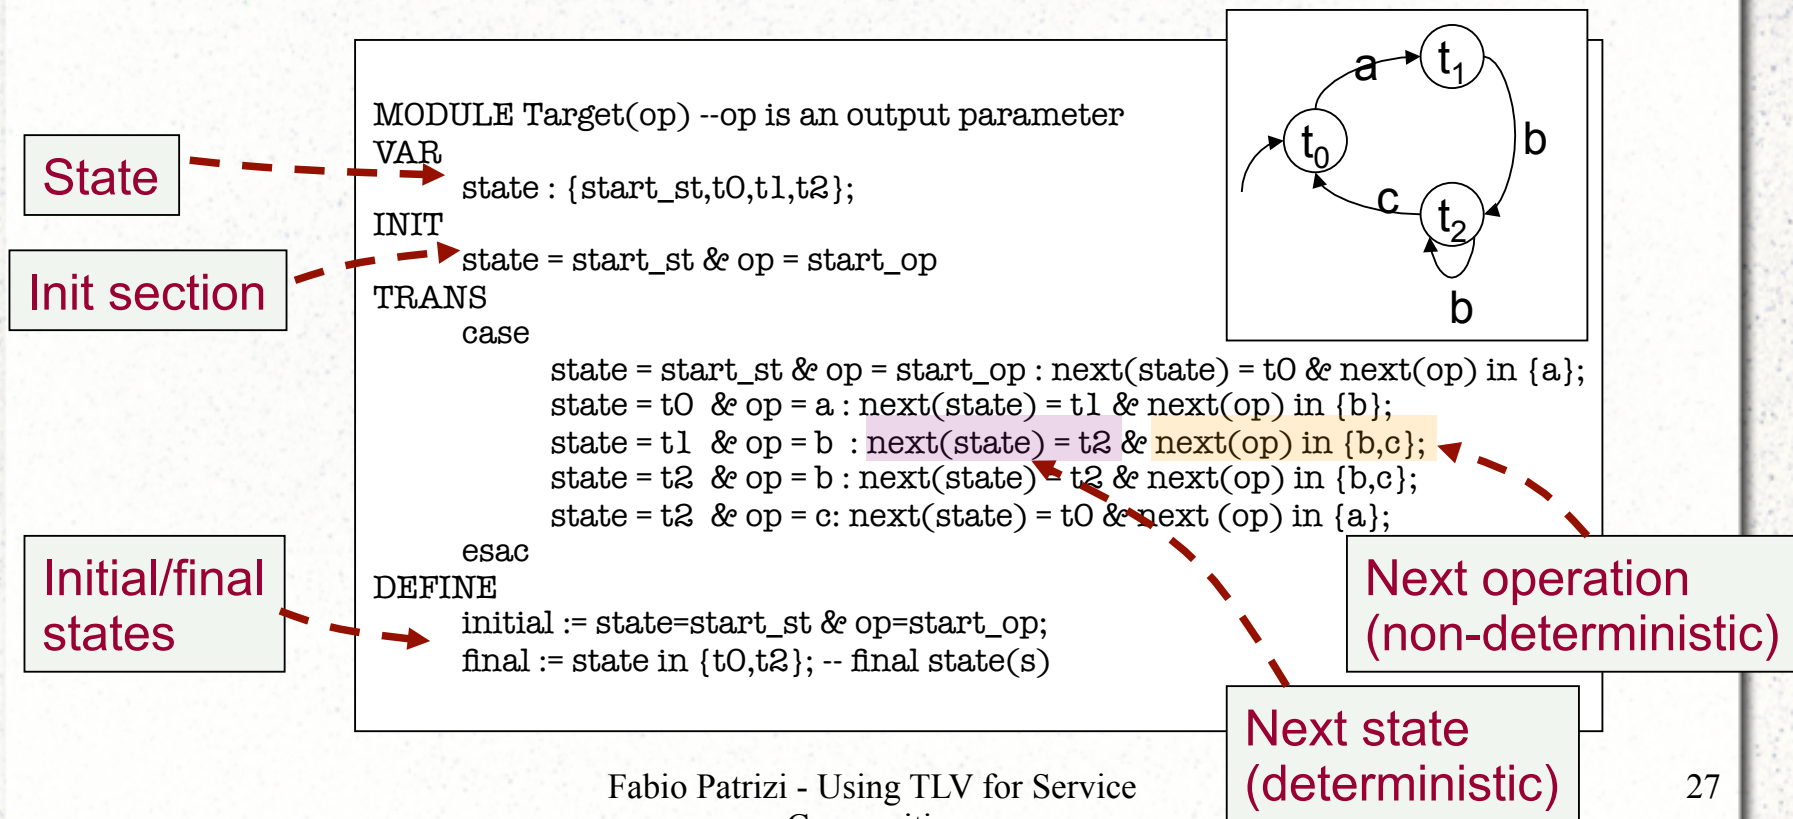 MODULE Target(op) --op is an output parameter
VAR
state : {start_st,t0,t1,t2};
INIT
state = start_st & op = start_op
TRANS
case
state = start_st & op = start_op : next(state) = t0 & next(op) in {a};
state = t0 & op = a : next(state) = t1 & next(op) in {b};
state = t1 & op = b : next(state) = t2 & next(op) in {b,c};
state = t2 & op = b : next(state) = t2 & next(op) in {b,c};
state = t2 & op = c: next(state) = t0 & next (op) in {a};
esac
DEFINE
initial := state=start_st & op=start_op;
final := state in {t0,t2}; -- final state(s)
State
Init section
Initial/final
states
a
t1
t0
b
c
t2
b
Next operation
(non-deterministic)
Next state
(deterministic)
Fabio Patrizi - Using TLV for Service
27